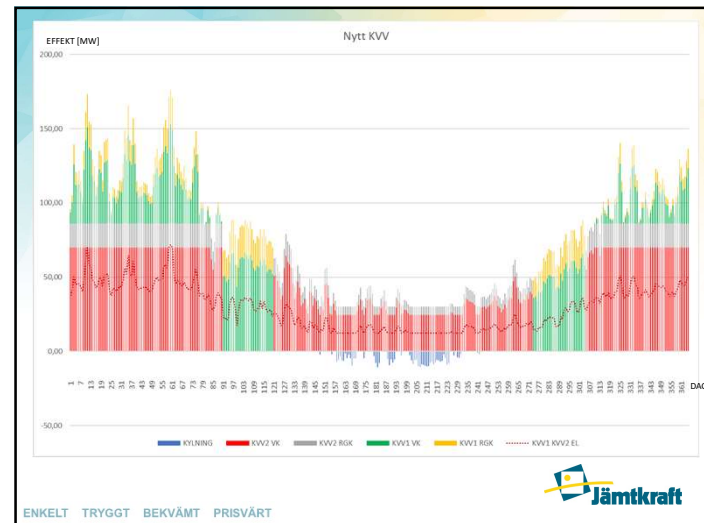 Nytt KVV
EFFEKT [MW]
200,00
150,00
100,00
50,00
0,00
-50,00
1 7 13 19 25 31 37 43 49 55 61 67 73 79 85 91 97 103 109 115 121 127 133 139 145 151 157 163 169 175 181 187 193 199 205 211 217 223 229 235 241 247 253 259 265 271 277 283 289 295 301 307 313 319 325 331 337 343 349 355 361 DAG
KYLNING KVV2 VK KVV2 RGK KVV1 VK KVV1 RGK KVV1 KVV2 EL
Jämtkraft
ENKELT TRYGGT BEKVÄMT PRISVÄRT